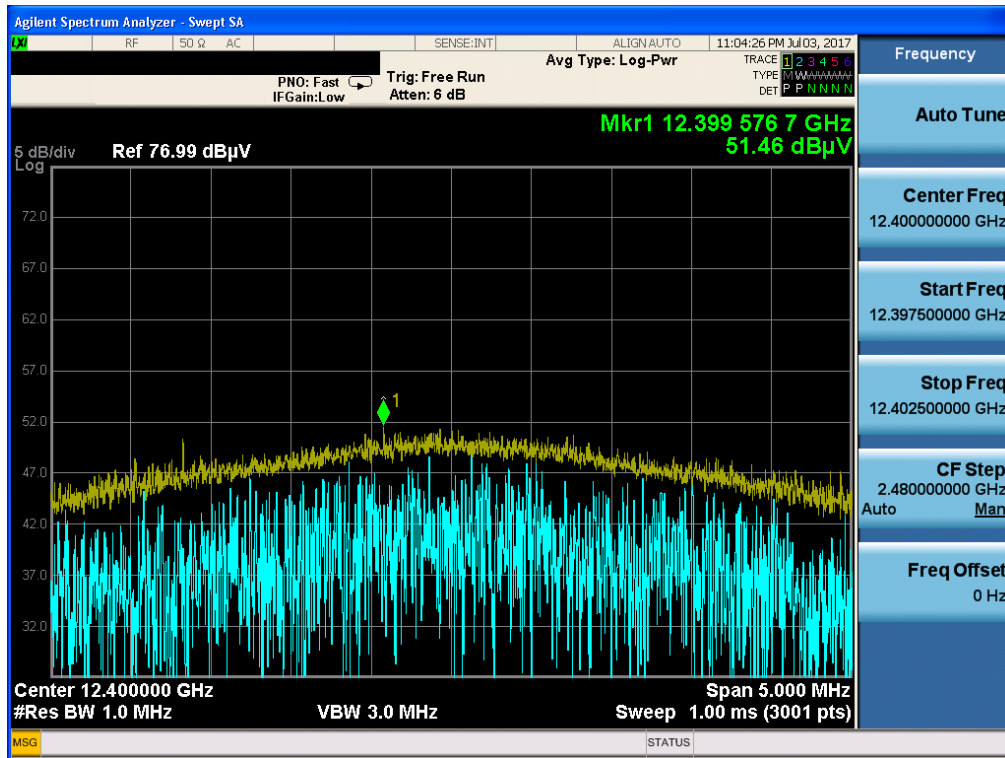 Agilent Spectrum Analyzer - Swept SA
LXI RF 50 Ω AC SENSE:INT ALIGN AUTO 11:04:26 PM Jul 03, 2017
PNO: Fast
IFGain:Low
Trig: Free Run
Atten: 6 dB
Avg Type: Log-Pwr
TRACE 1 2 3 4 5 6
TYPE M W
DET P P N N N N
Mkr1 12.399 576 7 GHz
51.46 dBµV
5 dB/div Ref 76.99 dBµV
Log
72.0
67.0
62.0
57.0
52.0
47.0
42.0
37.0
32.0
1
Center 12.400000 GHz Span 5.000 MHz
#Res BW 1.0 MHz VBW 3.0 MHz Sweep 1.00 ms (3001 pts)
MSG STATUS
Frequency
Auto Tune
Center Freq
12.400000000 GHz
Start Freq
12.397500000 GHz
Stop Freq
12.402500000 GHz
CF Step
2.480000000 GHz
Auto Man
Freq Offset
0 Hz